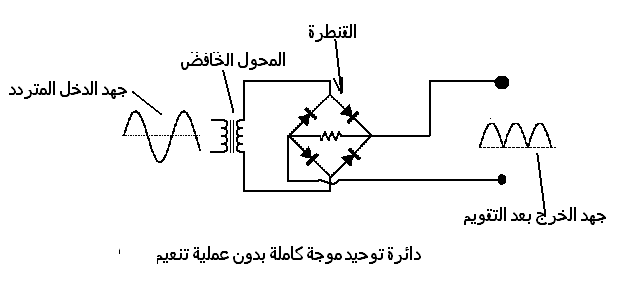 القنطرة
المحول الخافض
جهد الدخل المتردد
جهد الخرج بعد التقويم
دائرة توحيد موجة كاملة بدون عملية تنعيم